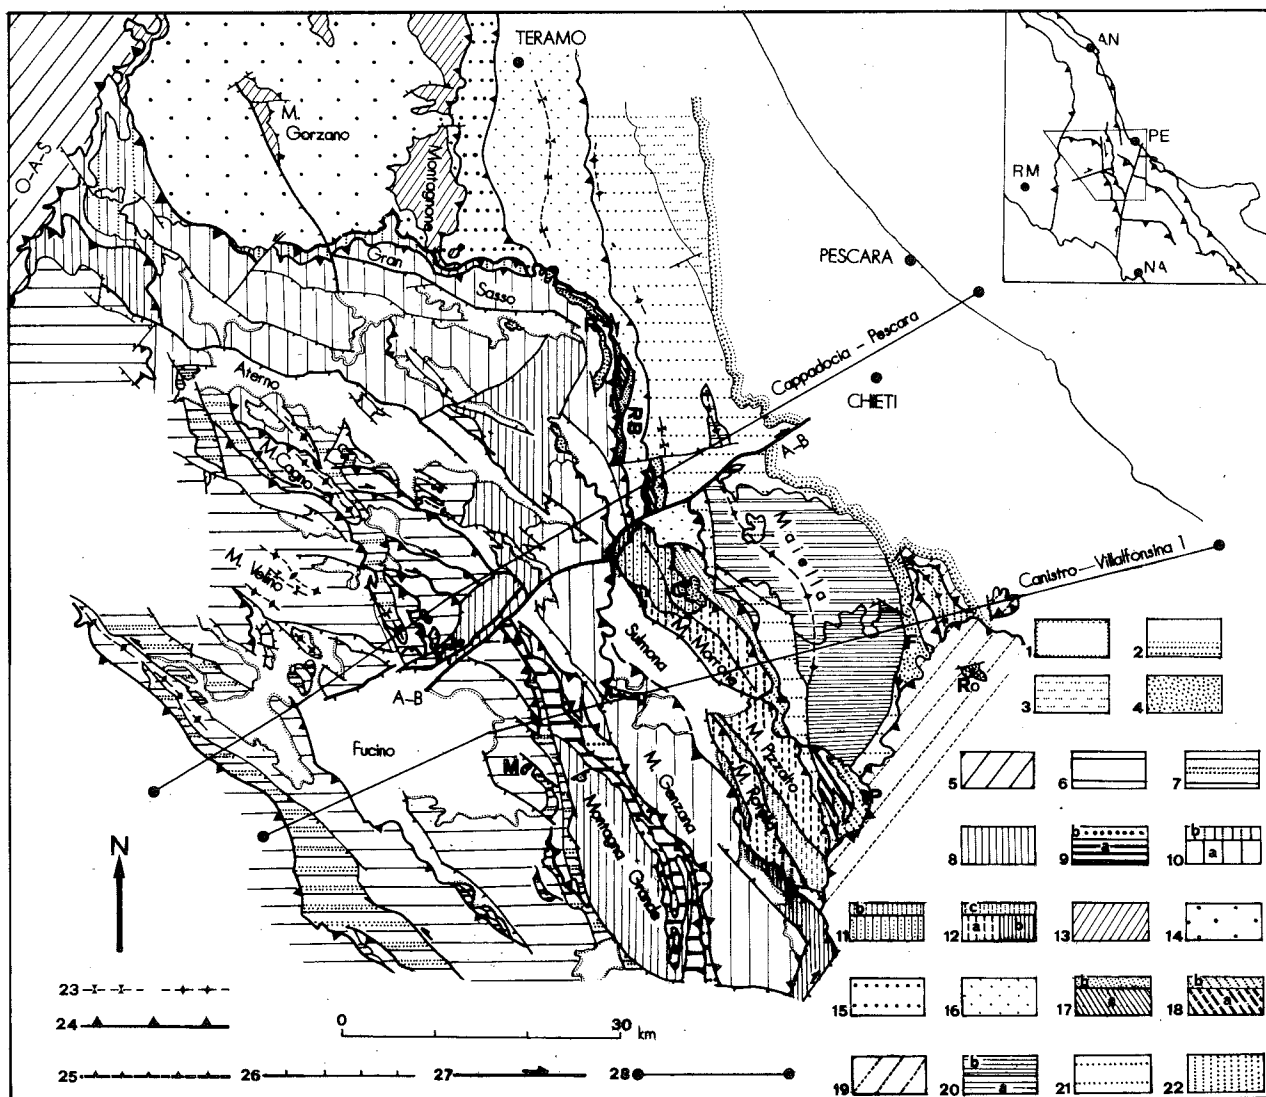 TERAMO
M. Gorzano
O-A-S
Montagnone
Gran Sasso
AN
PE
RM
NA
PESCARA
Cappadocia - Pescara
CHIETI
A-B
RB
Aterno
M. Cagno
M. Velino
Maiella
Canistro-Villalfonsina 1
M. Morrone
Sulmona
A-B
Fucino
Ro
M. Pizzalto
M. Rotella
M. Genzana
Montagna Grande
P
N
1
2
3
4
5
6
7
8
9 b a
10 b a
11 b
12 c a b
13
14
15
16
17 b a
18 b a
19
20 b a
21
22
23
24
25
26
27
28
0 30 km